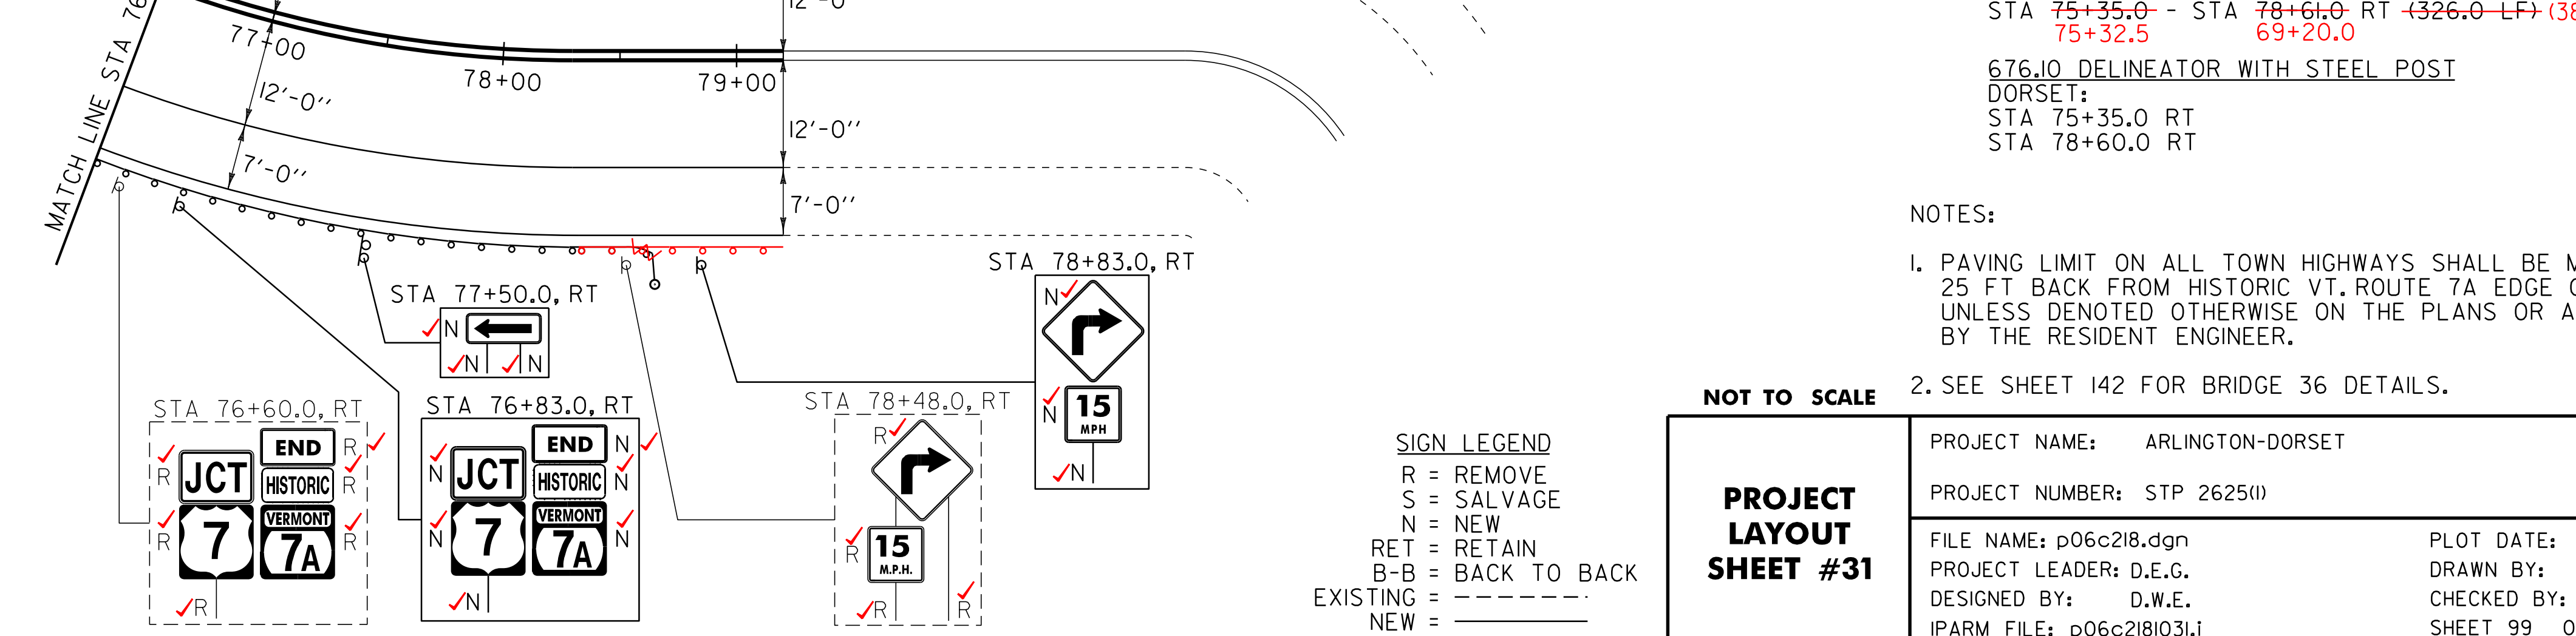 MATCH LINE STA 76
77+00
78+00
79+00
12'-0"
7'-0"
12'-0"
12'-0"
7'-0"
STA 76+60.0, RT
JCT
END
HISTORIC
7
VERMONT
7A
R
R
R
R
R
R
STA 76+83.0, RT
JCT
END
HISTORIC
7
VERMONT
7A
N
N
N
N
N
N
STA 77+50.0, RT
N
N
N
STA 78+48.0, RT
R
15
M.P.H.
R
R
R
STA 78+83.0, RT
N
15
MPH
N
N
SIGN LEGEND
R = REMOVE
S = SALVAGE
N = NEW
RET = RETAIN
B-B = BACK TO BACK
EXISTING =
NEW =
STA 75+35.0 - STA 78+61.0 RT (326.0 LF) (38
75+32.5 69+20.0
676.10 DELINEATOR WITH STEEL POST
DORSET:
STA 75+35.0 RT
STA 78+60.0 RT
NOTES:
1. PAVING LIMIT ON ALL TOWN HIGHWAYS SHALL BE
25 FT BACK FROM HISTORIC VT. ROUTE 7A EDGE
UNLESS DENOTED OTHERWISE ON THE PLANS OR
BY THE RESIDENT ENGINEER.
2. SEE SHEET 142 FOR BRIDGE 36 DETAILS.
NOT TO SCALE
PROJECT
LAYOUT
SHEET #31
PROJECT NAME: ARLINGTON-DORSET
PROJECT NUMBER: STP 2625(1)
FILE NAME: p06c218.dgn PLOT DATE:
PROJECT LEADER: D.E.G. DRAWN BY:
DESIGNED BY: D.W.E. CHECKED BY:
IPARM FILE: p06c2181031.i SHEET 99